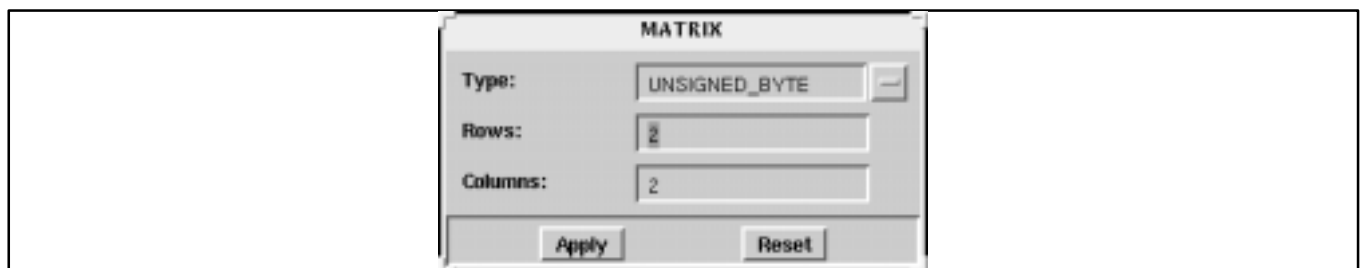 MATRIX
Type: UNSIGNED_BYTE
Rows: 2
Columns: 2
Apply Reset